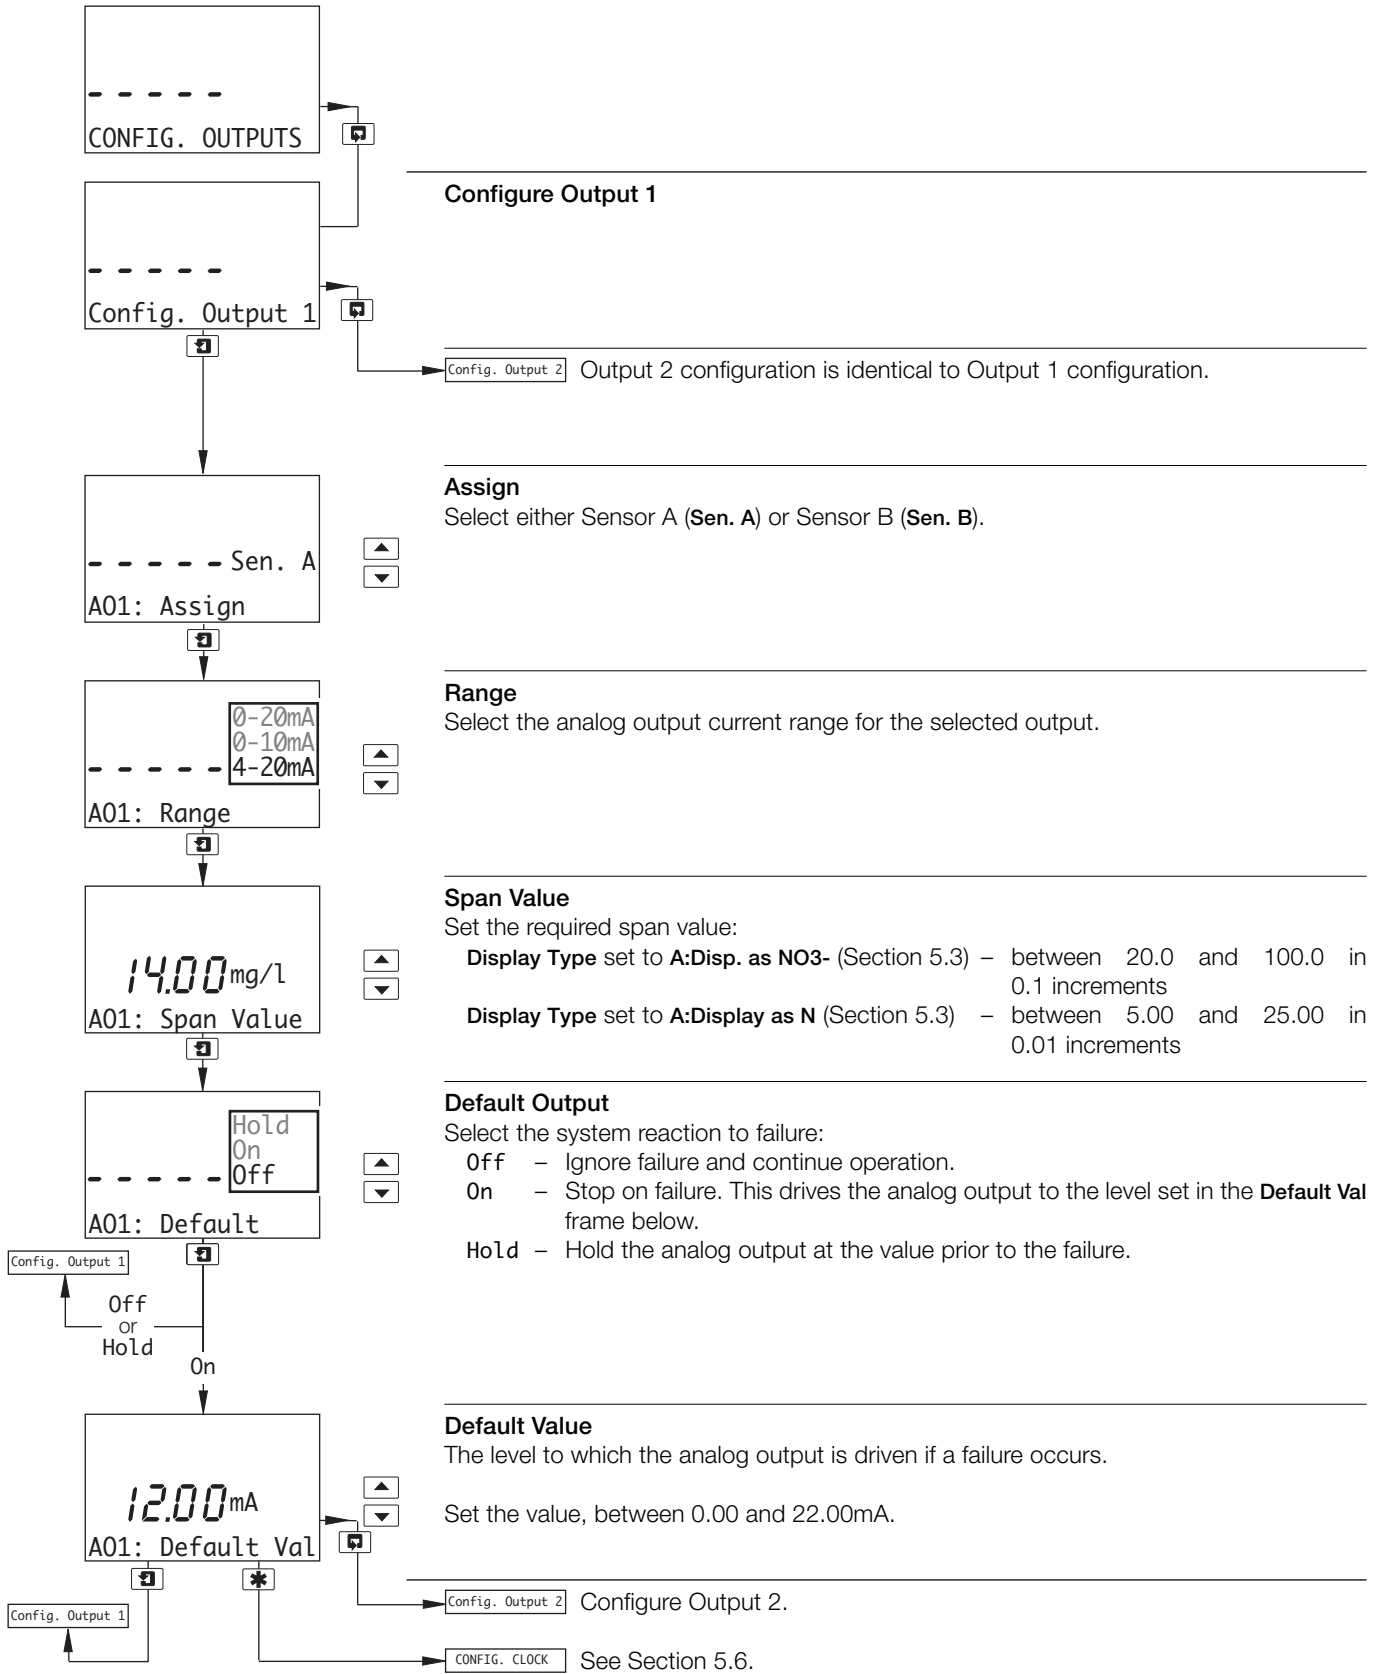 CONFIG. OUTPUTS
Configure Output 1
Config. Output 1
Config. Output 2 Output 2 configuration is identical to Output 1 configuration.
Assign
Select either Sensor A (Sen. A) or Sensor B (Sen. B).
Sen. A
A01: Assign
Range
Select the analog output current range for the selected output.
0-20mA
0-10mA
4-20mA
A01: Range
Span Value
Set the required span value:
Display Type set to A:Disp. as NO3- (Section 5.3) – between 20.0 and 100.0 in
0.1 increments
Display Type set to A:Display as N (Section 5.3) – between 5.00 and 25.00 in
0.01 increments
14.00 mg/l
A01: Span Value
Default Output
Select the system reaction to failure:
Off – Ignore failure and continue operation.
On – Stop on failure. This drives the analog output to the level set in the Default Val
frame below.
Hold – Hold the analog output at the value prior to the failure.
Hold
On
Off
A01: Default
Config. Output 1
Off
or
Hold
On
Default Value
The level to which the analog output is driven if a failure occurs.
Set the value, between 0.00 and 22.00mA.
12.00 mA
A01: Default Val
Config. Output 2 Configure Output 2.
Config. Output 1
CONFIG. CLOCK See Section 5.6.